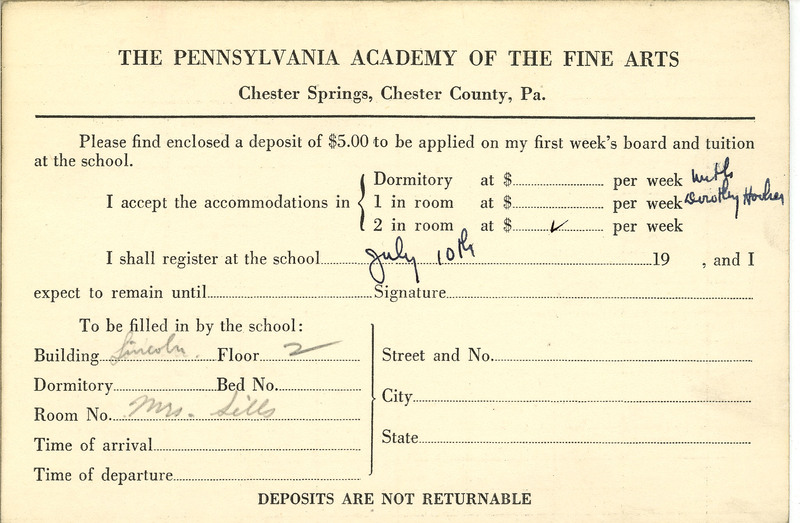 THE PENNSYLVANIA ACADEMY OF THE FINE ARTS
Chester Springs, Chester County, Pa.
Please find enclosed a deposit of $5.00 to be applied on my first week's board and tuition
at the school.
I accept the accommodations in
Dormitory at $ per week with
1 in room at $ per week Dorothy
2 in room at $ ✓ per week
I shall register at the school July 10th 19 , and I
expect to remain until Signature
To be filled in by the school:
Building Lincoln. Floor 2
Dormitory Bed No.
Room No. Mrs. Sills
Time of arrival
Time of departure
Street and No.
City
State
DEPOSITS ARE NOT RETURNABLE